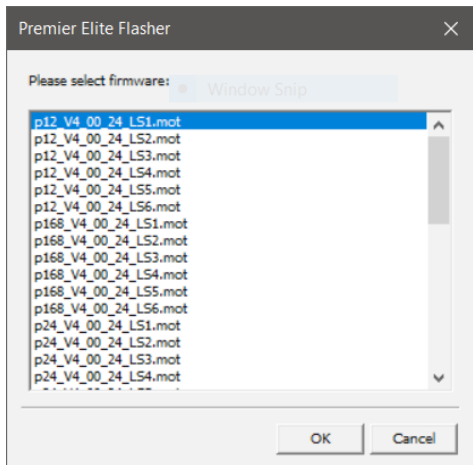 Premier Elite Flasher
Please select firmware:
Window Snip
p12_V4_00_24_LS1.mot
p12_V4_00_24_LS2.mot
p12_V4_00_24_LS3.mot
p12_V4_00_24_LS4.mot
p12_V4_00_24_LS5.mot
p12_V4_00_24_LS6.mot
p168_V4_00_24_LS1.mot
p168_V4_00_24_LS2.mot
p168_V4_00_24_LS3.mot
p168_V4_00_24_LS4.mot
p168_V4_00_24_LS5.mot
p168_V4_00_24_LS6.mot
p24_V4_00_24_LS1.mot
p24_V4_00_24_LS2.mot
p24_V4_00_24_LS3.mot
p24_V4_00_24_LS4.mot
OK
Cancel